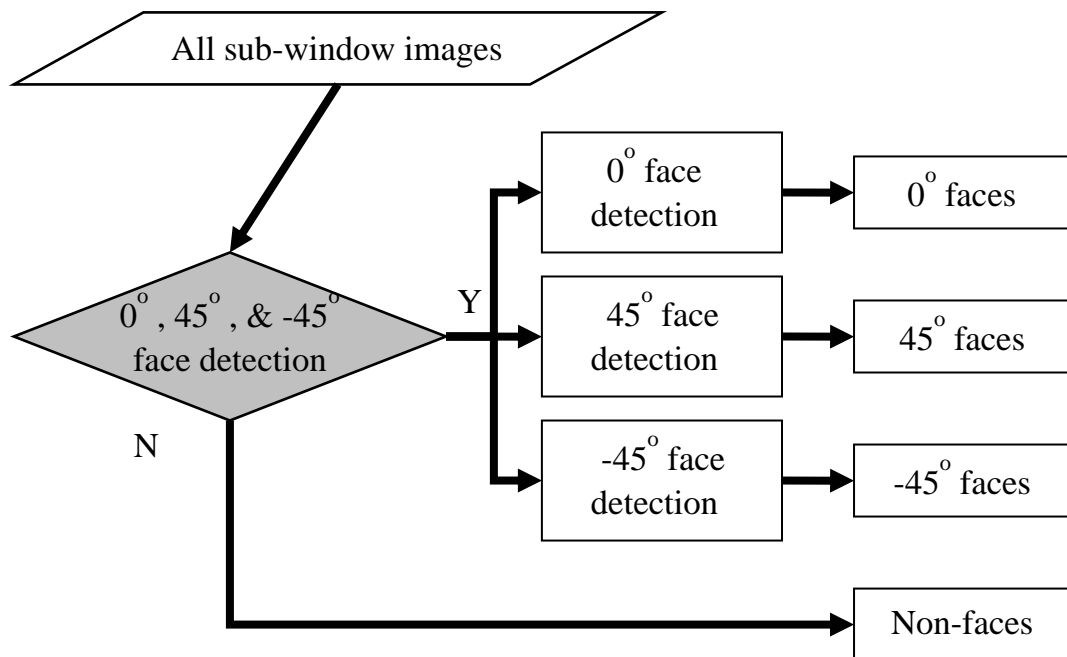 All sub-window images
0° face
detection
0° faces
0° , 45° , & -45°
face detection
Y
45° face
detection
45° faces
N
-45° face
detection
-45° faces
Non-faces